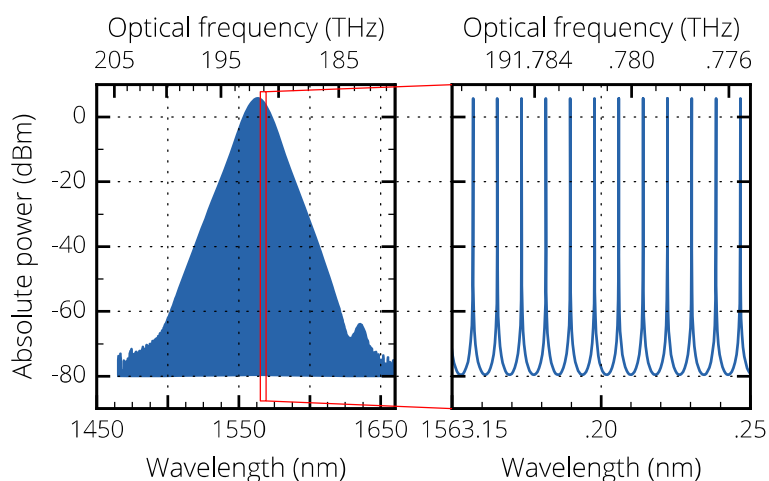 Optical frequency (THz)
205 195 185
Optical frequency (THz)
191.784 .780 .776
Absolute power (dBm)
0
-20
-40
-60
-80
1450 1550 1650
1563.15 .20 .25
Wavelength (nm)
Wavelength (nm)